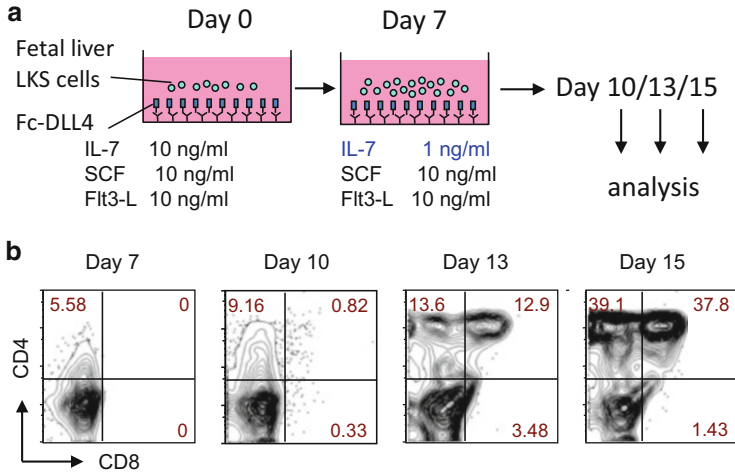 a
Day 0
Day 7
Fetal liver
LKS cells
Fc-DLL4
Day 10/13/15
IL-7 10 ng/ml
SCF 10 ng/ml
Flt3-L 10 ng/ml
IL-7 1 ng/ml
SCF 10 ng/ml
Flt3-L 10 ng/ml
analysis
b
Day 7
Day 10
Day 13
Day 15
5.58 0
9.16 0.82
13.6 12.9
39.1 37.8
0
0.33
3.48
1.43
CD4
CD8